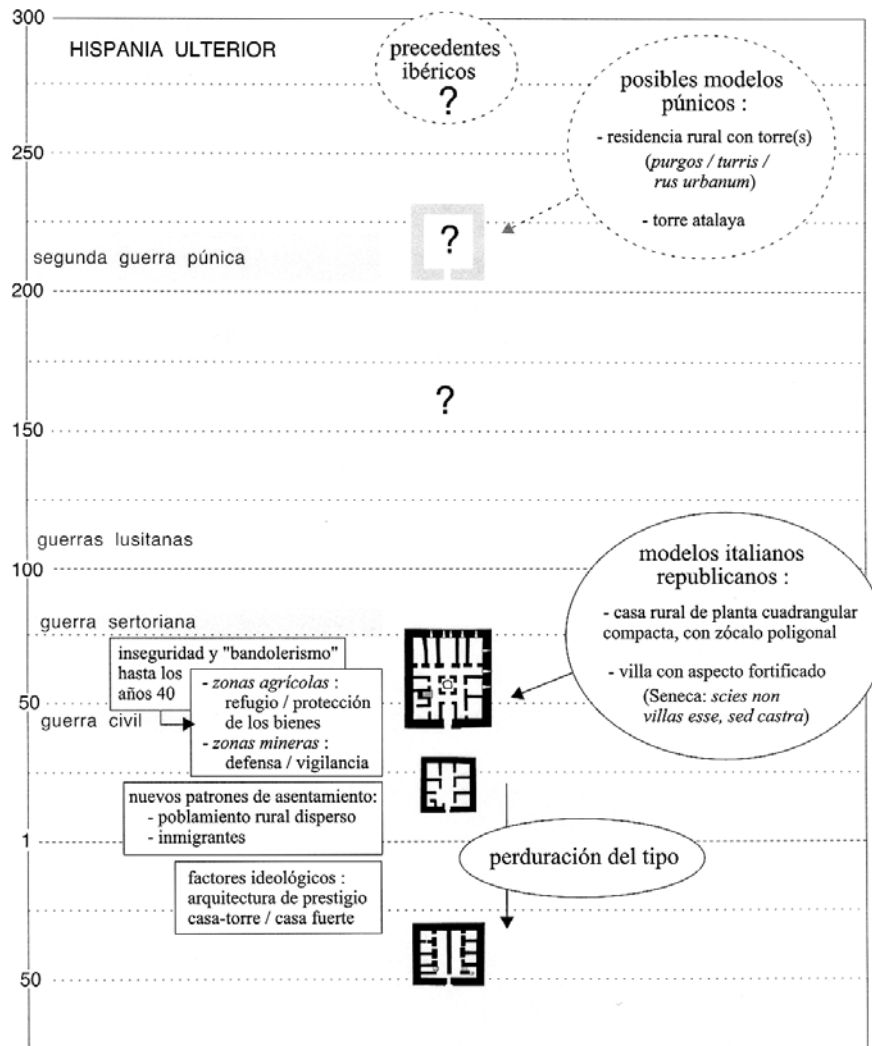 300
HISPANIA ULTERIOR
precedentes
ibéricos
?
posibles modelos
púnicos :
- residencia rural con torre(s)
(purgos / turris /
rus urbanum)
- torre atalaya
250
?
segunda guerra púnica
200
?
150
guerras lusitanas
100
modelos italianos
republicanos :
- casa rural de planta cuadrangular
compacta, con zócalo poligonal
- villa con aspecto fortificado
(Seneca: scies non
villas esse, sed castra)
guerra sertoriana
inseguridad y "bandolerismo"
hasta los
años 40
- zonas agrícolas :
refugio / protección
de los bienes
- zonas mineras :
defensa / vigilancia
50
guerra civil
nuevos patrones de asentamiento:
- poblamiento rural disperso
- inmigrantes
1
perduración del tipo
factores ideológicos :
arquitectura de prestigio
casa-torre / casa fuerte
50